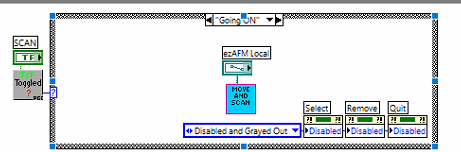 "Going ON"
SCAN
TF
T/F
Toggled
?
?
ezAFM Local
MOVE
AND
SCAN
Disabled and Grayed Out
Select Remove Quit
Disabled Disabled Disabled